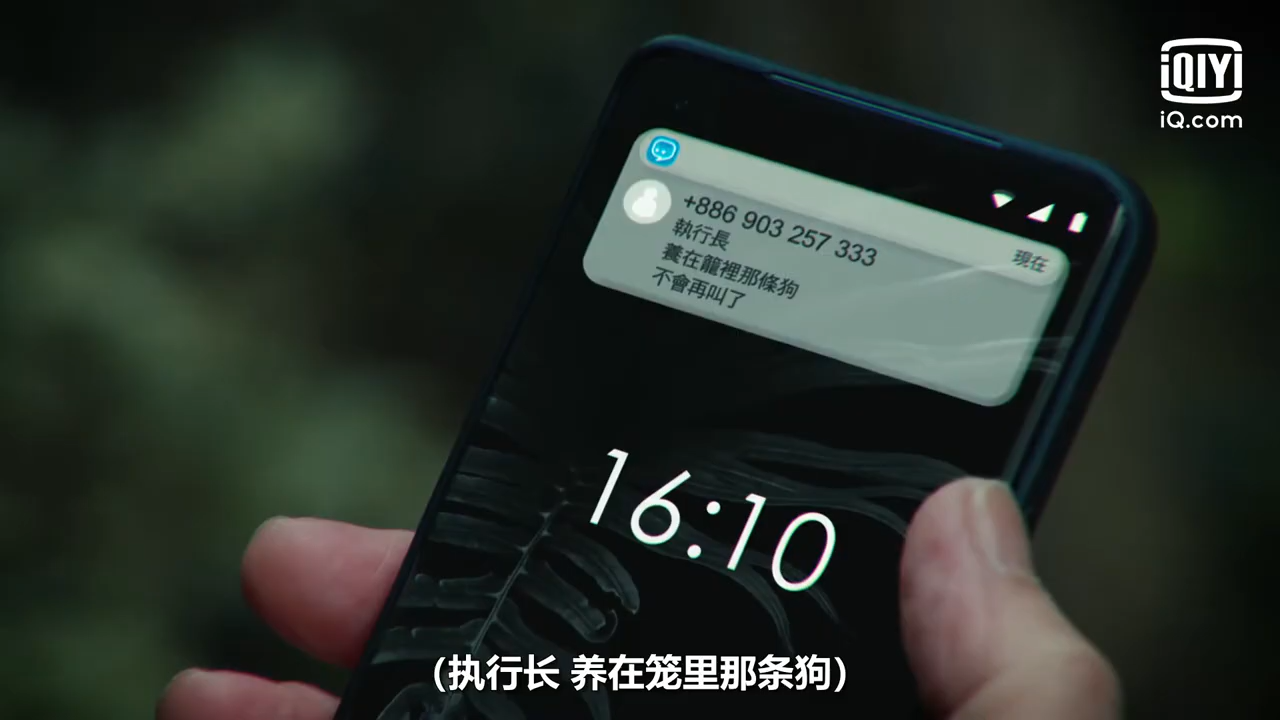 iQIYI
iQ.com
+886 903 257 333
現在
執行長
養在籠裡那條狗
不會再叫了
16:10
（执行长 养在笼里那条狗）